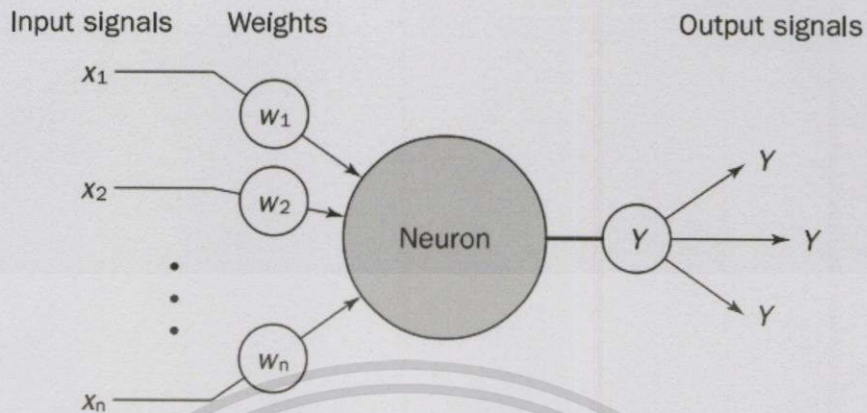 Input signals Weights Output signals
x1
w1
Y
x2
w2
Neuron
Y
Y
Y
wn
xn